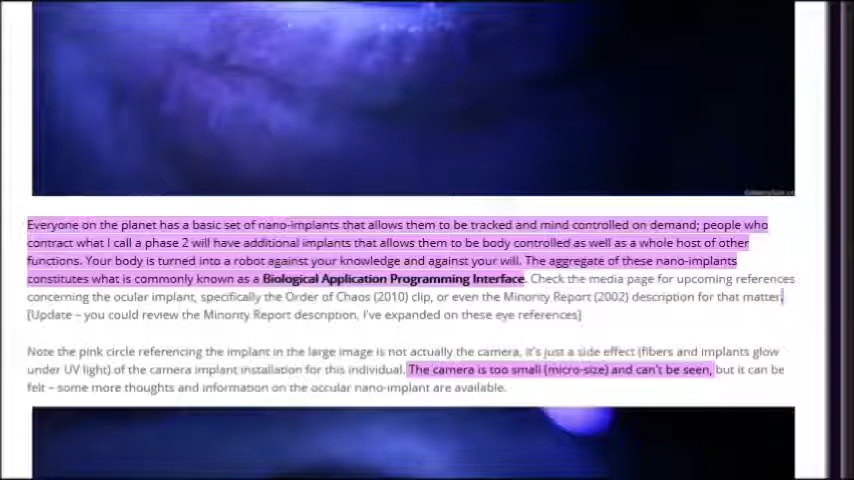 Everyone on the planet has a basic set of nano-implants that allows them to be tracked and mind controlled on demand; people who
contract what I call a phase 2 will have additional implants that allows them to be body controlled as well as a whole host of other
functions. Your body is turned into a robot against your knowledge and against your will. The aggregate of these nano-implants
constitutes what is commonly known as a Biological Application Programming Interface. Check the media page for upcoming references
concerning the ocular implant, specifically the Order of Chaos (2010) clip, or even the Minority Report (2002) description for that matter.
[Update – you could review the Minority Report description, I've expanded on these eye references]
Note the pink circle referencing the implant in the large image is not actually the camera, it's just a side effect (fibers and implants glow
under UV light) of the camera implant installation for this individual. The camera is too small (micro-size) and can't be seen, but it can be
felt – some more thoughts and information on the occular nano-implant are available.